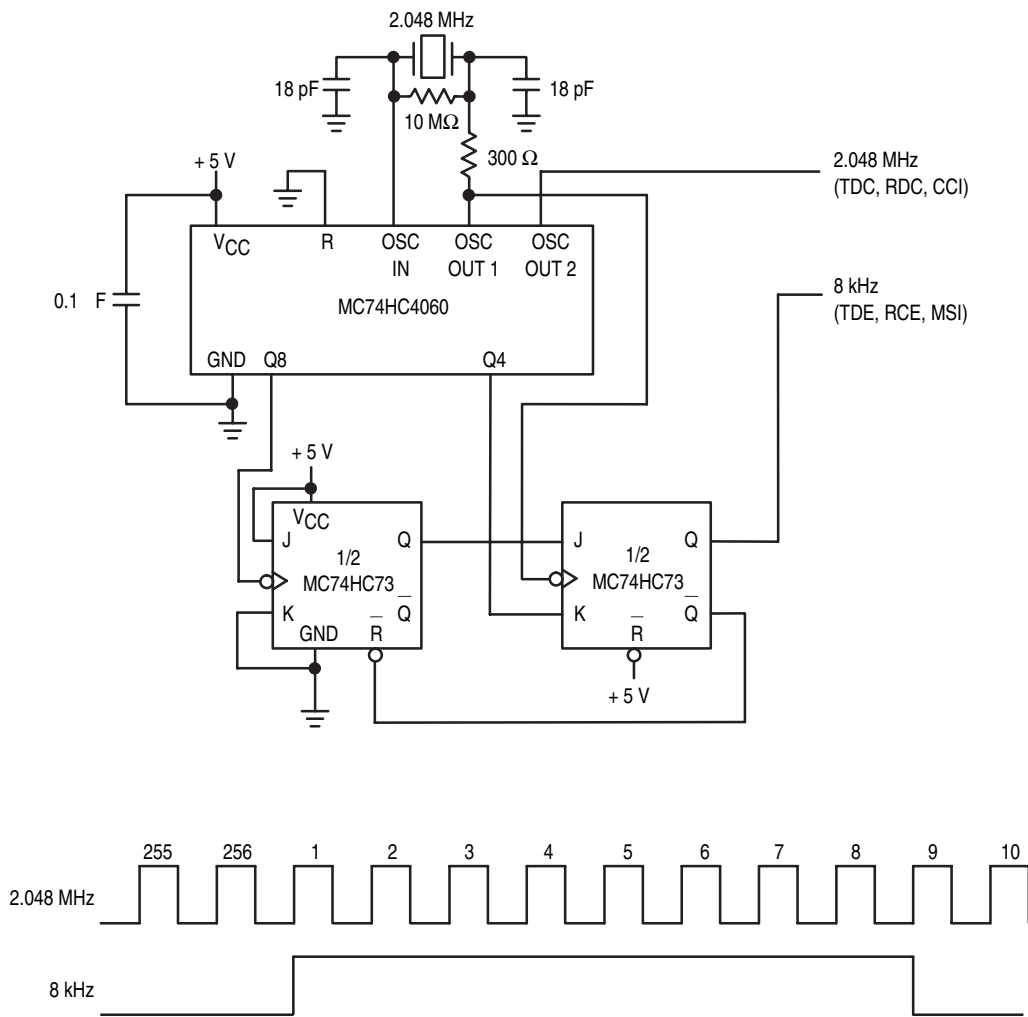 2.048 MHz
18 pF
18 pF
10 MΩ
300 Ω
+ 5 V
2.048 MHz
(TDC, RDC, CCI)
VCC
R
OSC
IN
OSC
OUT 1
OSC
OUT 2
0.1 F
MC74HC4060
8 kHz
(TDE, RCE, MSI)
GND
Q8
Q4
+ 5 V
VCC
J
Q
1/2
MC74HC73
K
Q̅
GND
R̅
J
Q
1/2
MC74HC73
K
Q̅
R̅
+ 5 V
255 256 1 2 3 4 5 6 7 8 9 10
2.048 MHz
8 kHz